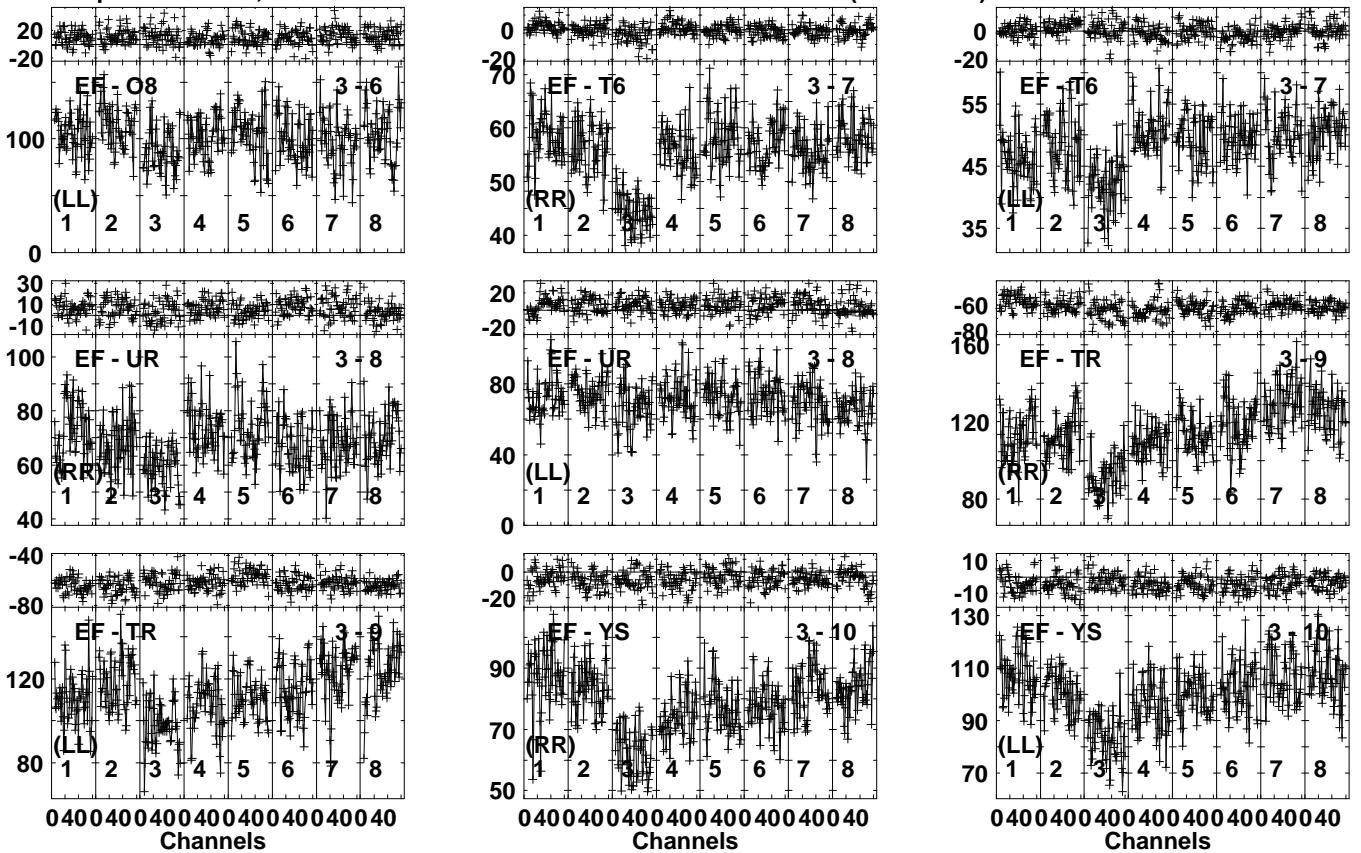 20 0 0
-20 -20 -20
EF - O8 3 - 6 70 EF - T6 3 - 7 EF - T6 3 - 7
100 60 55
50 45
(LL) (RR) (LL)
1 2 3 4 5 6 7 8 40 1 2 3 4 5 6 7 8 35 1 2 3 4 5 6 7 8
0
30 20 -60
10
-10 -20 -80
100 EF - UR 3 - 8 EF - UR 3 - 8 160 EF - TR 3 - 9
80 80 120
60 40
(RR) (LL) (RR)
1 2 3 4 5 6 7 8 1 2 3 4 5 6 7 8 80 1 2 3 4 5 6 7 8
40 0
-40 0 10
-80 -20 -10
EF - TR 3 - 9 EF - YS 3 - 10 130 EF - YS 3 - 10
120 90 110
70 90
(LL) (RR) (LL)
80 1 2 3 4 5 6 7 8 1 2 3 4 5 6 7 8 70 1 2 3 4 5 6 7 8
50
0 40 0 40 0 40 0 40 0 40 0 40 0 40 0 40 0 40 0 40 0 40 0 40 0 40 0 40 0 40 0 40 0 40 0 40 0 40 0 40 0 40 0 40 0 40 0 40
Channels Channels Channels